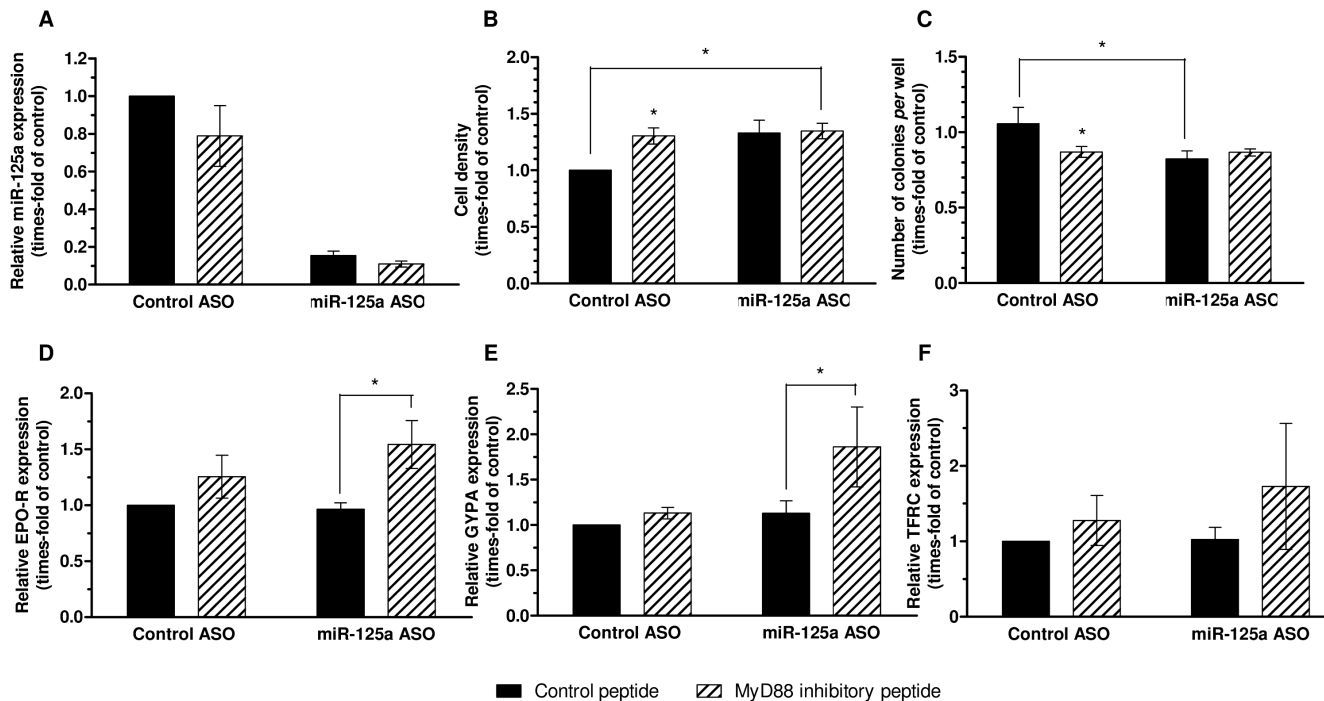 A
Relative miR-125a expression
(times-fold of control)
1.2
1.0
0.8
0.6
0.4
0.2
0.0
Control ASO
miR-125a ASO
B
Cell density
(times-fold of control)
2.0
1.5
1.0
0.5
0.0
*
*
Control ASO
miR-125a ASO
C
Number of colonies per well
(times-fold of control)
1.5
1.0
0.5
0.0
*
*
Control ASO
miR-125a ASO
D
Relative EPO-R expression
(times-fold of control)
2.0
1.5
1.0
0.5
0.0
*
Control ASO
miR-125a ASO
E
Relative GYPA expression
(times-fold of control)
2.5
2.0
1.5
1.0
0.5
0.0
*
Control ASO
miR-125a ASO
F
Relative TFRC expression
(times-fold of control)
3
2
1
0
Control ASO
miR-125a ASO
Control peptide
MyD88 inhibitory peptide